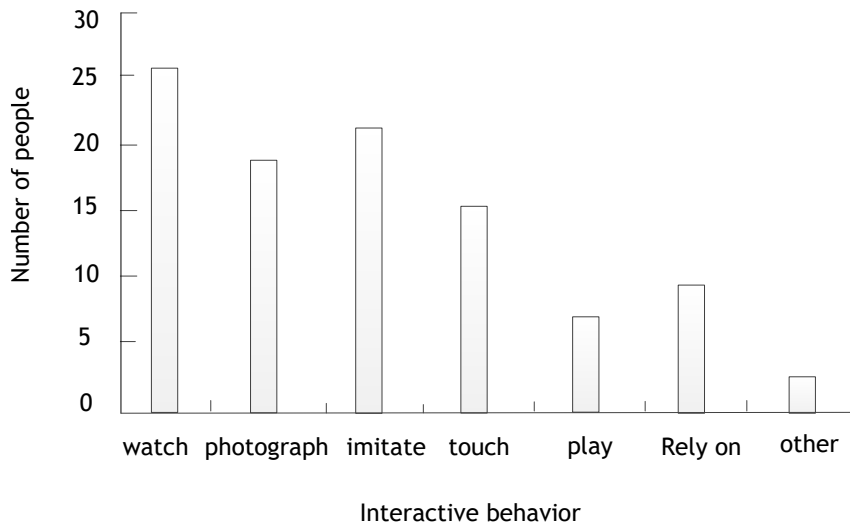 Number of people
30
25
20
15
10
5
0
watch photograph imitate touch play Rely on other
Interactive behavior